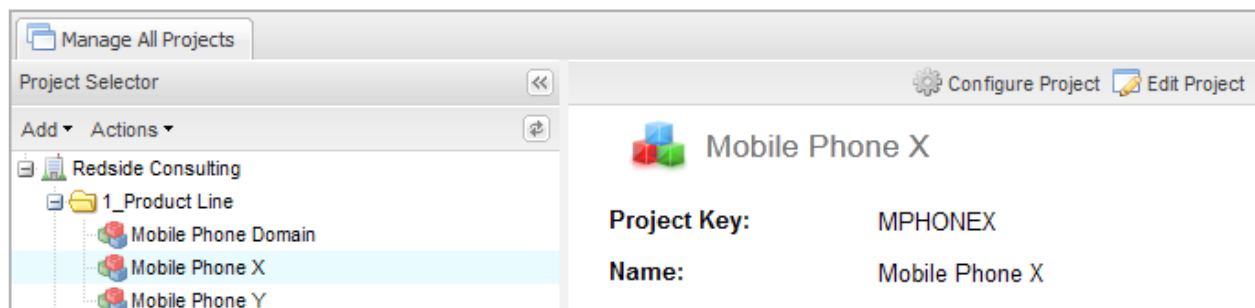 Manage All Projects
Project Selector
Configure Project Edit Project
Add Actions
Redside Consulting
1_Product Line
Mobile Phone Domain
Mobile Phone X
Mobile Phone Y
Mobile Phone X
Project Key: MPHONEX
Name: Mobile Phone X